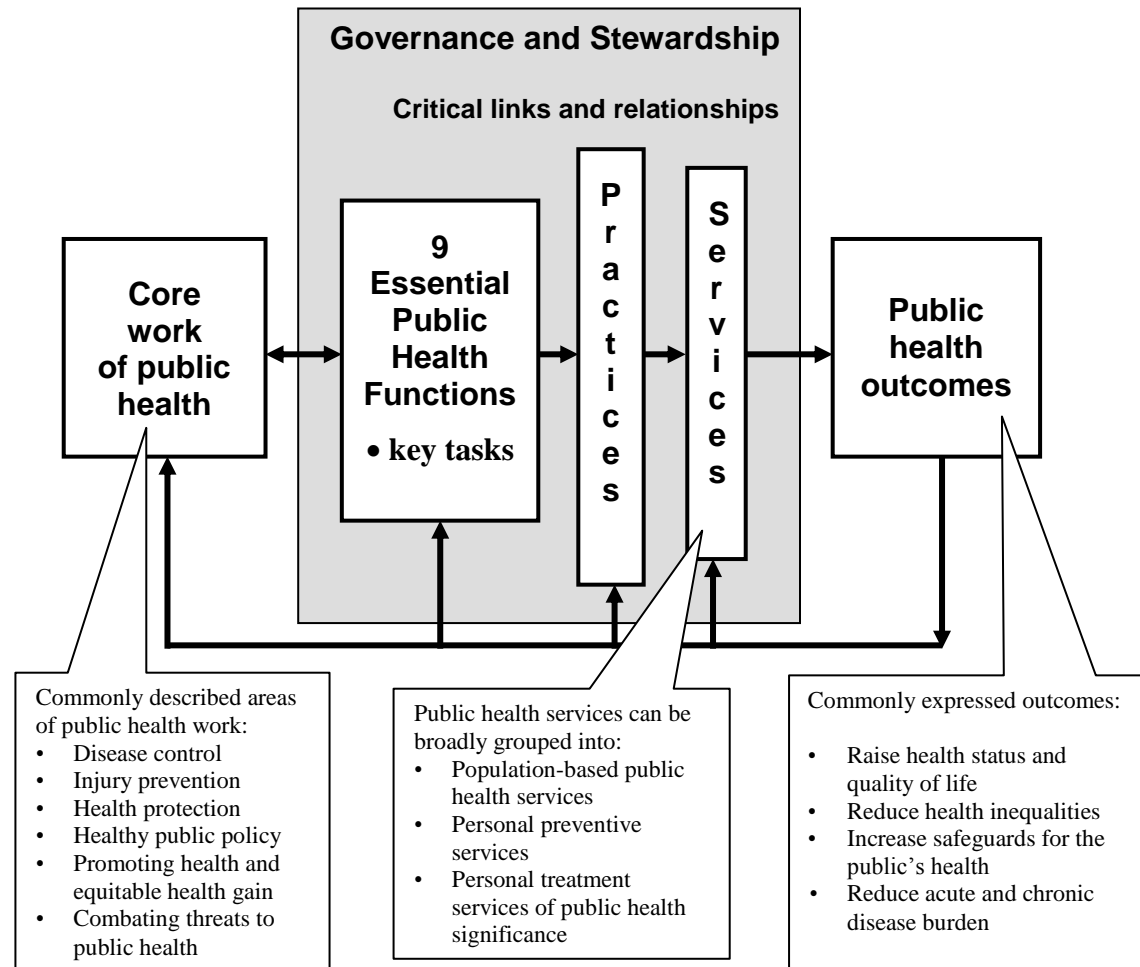 Governance and Stewardship
Critical links and relationships
Core
work
of public
health
9
Essential
Public
Health
Functions
• key tasks
P
r
a
c
t
i
c
e
s
S
e
r
v
i
c
e
s
Public
health
outcomes
Commonly described areas
of public health work:
• Disease control
• Injury prevention
• Health protection
• Healthy public policy
• Promoting health and
equitable health gain
• Combating threats to
public health
Public health services can be
broadly grouped into:
• Population-based public
health services
• Personal preventive
services
• Personal treatment
services of public health
significance
Commonly expressed outcomes:
• Raise health status and
quality of life
• Reduce health inequalities
• Increase safeguards for the
public’s health
• Reduce acute and chronic
disease burden